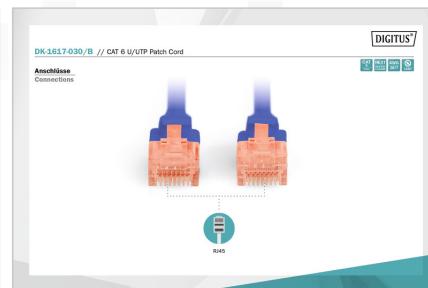 DIGITUS®
DK-1617-030/B // CAT 6 U/UTP Patch Cord
Anschlüsse
Connections
RJ45